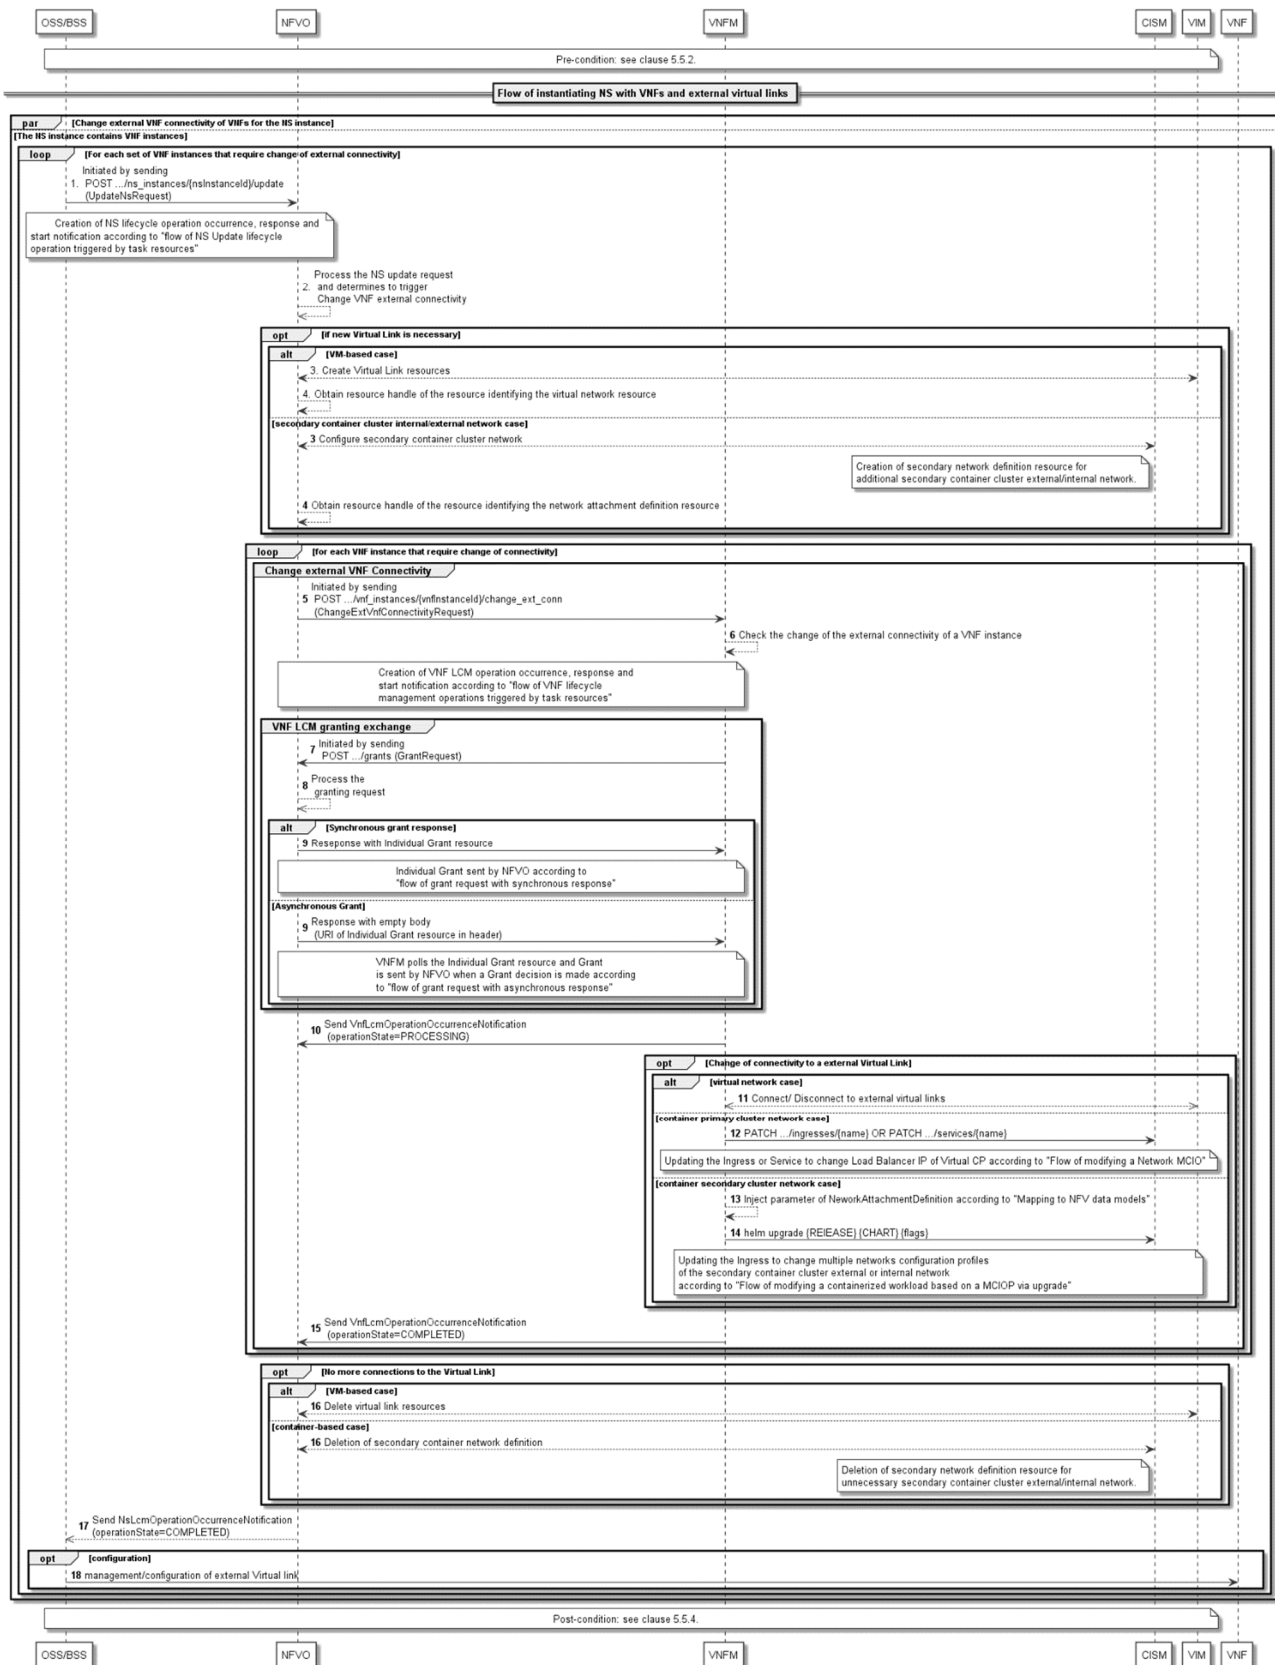 OSS/BSS NFVO VNFM CISM VIM VNF
Pre-condition: see clause 5.5.2.
Flow of instantiating NS with VNFs and external virtual links
par [Change external VNF connectivity of VNFs for the NS instance]
[The NS instance contains VNF instances]
loop [For each set of VNF instances that require change of external connectivity]
Initiated by sending
1. POST .../ns_instances/{nsInstanceId}/update
(UpdateNsRequest)
Creation of NS lifecycle operation occurrence, response and
start notification according to "flow of NS Update lifecycle
operation triggered by task resources"
Process the NS update request
2. and determines to trigger
Change VNF external connectivity
opt [if new Virtual Link is necessary]
alt [VM-based case]
3. Create Virtual Link resources
4. Obtain resource handle of the resource identifying the virtual network resource
[secondary container cluster internal/external network case]
3 Configure secondary container cluster network
Creation of secondary network definition resource for
additional secondary container cluster external/internal network.
4 Obtain resource handle of the resource identifying the network attachment definition resource
loop [for each VNF instance that require change of connectivity]
Change external VNF Connectivity
Initiated by sending
5 POST .../vnf_instances/{vnfInstanceId}/change_ext_conn
(ChangeExtVnfConnectivityRequest)
6 Check the change of the external connectivity of a VNF instance
Creation of VNF LCM operation occurrence, response and
start notification according to "flow of VNF lifecycle
management operations triggered by task resources"
VNF LCM granting exchange
7 Initiated by sending
POST .../grants (GrantRequest)
8 Process the
granting request
alt [Synchronous grant response]
9 Reseponse with Individual Grant resource
Individual Grant sent by NFVO according to
"flow of grant request with synchronous response"
[Asynchronous Grant]
9 Response with empty body
(URI of Individual Grant resource in header)
VNFM polls the Individual Grant resource and Grant
is sent by NFVO when a Grant decision is made according
to "flow of grant request with asynchronous response"
10 Send VnfLcmOperationOccurrenceNotification
(operationState=PROCESSING)
opt [Change of connectivity to a external Virtual Link]
alt [virtual network case]
11 Connect/ Disconnect to external virtual links
[container primary cluster network case]
12 PATCH .../ingresses/{name} OR PATCH .../services/{name}
Updating the Ingress or Service to change Load Balancer IP of Virtual CP according to "Flow of modifying a Network MCIO"
[container secondary cluster network case]
13 Inject parameter of NeworkAttachmentDefinition according to "Mapping to NFV data models"
14 helm upgrade {RElEASE} {CHART} {flags}
Updating the Ingress to change multiple networks configuration profiles
of the secondary container cluster external or internal network
according to "Flow of modifying a containerized workload based on a MCIOP via upgrade"
15 Send VnfLcmOperationOccurrenceNotification
(operationState=COMPLETED)
opt [No more connections to the Virtual Link]
alt [VM-based case]
16 Delete virtual link resources
[container-based case]
16 Deletion of secondary container network definition
Deletion of secondary network definition resource for
unnecessary secondary container cluster external/internal network.
17 Send NsLcmOperationOccurrenceNotification
(operationState=COMPLETED)
opt [configuration]
18 management/configuration of external Virtual link
Post-condition: see clause 5.5.4.
OSS/BSS NFVO VNFM CISM VIM VNF